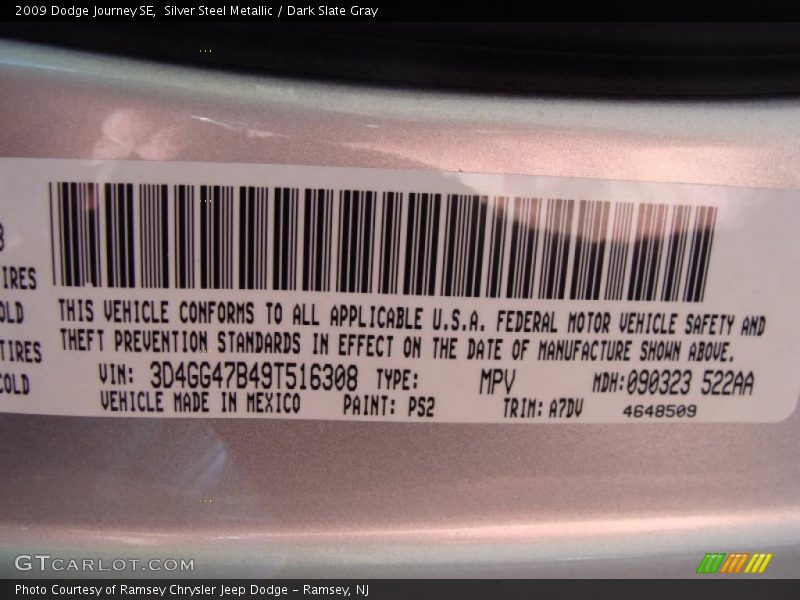 2009 Dodge Journey SE,  Silver Steel Metallic / Dark Slate Gray
IRES
OLD
TIRES
COLD
THIS VEHICLE CONFORMS TO ALL APPLICABLE U.S.A. FEDERAL MOTOR VEHICLE SAFETY AND
THEFT PREVENTION STANDARDS IN EFFECT ON THE DATE OF MANUFACTURE SHOWN ABOVE.
VIN: 3D4GG47B49T516308 TYPE: MPV MDH:090323 522AA
VEHICLE MADE IN MEXICO PAINT: PS2 TRIM: A7DV 4648509
GTCARLOT.COM
Photo Courtesy of Ramsey Chrysler Jeep Dodge – Ramsey, NJ